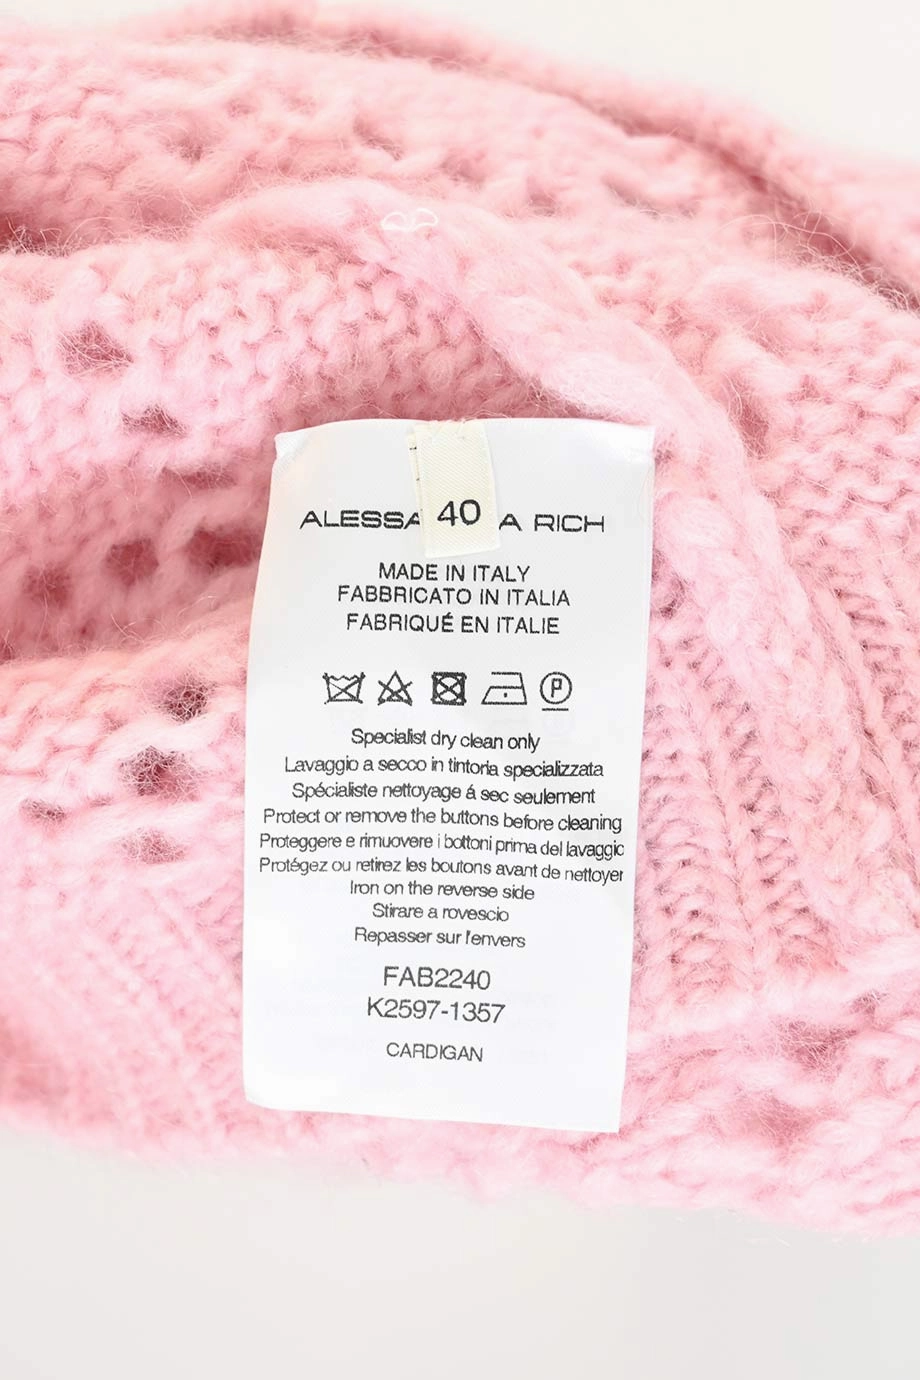 40
ALESSA A RICH
MADE IN ITALY
FABBRICATO IN ITALIA
FABRIQUÉ EN ITALIE
P
Specialist dry clean only
Lavaggio a secco in tintoria specializzata
Spécialiste nettoyage á sec seulement
Protect or remove the buttons before cleaning
Proteggere e rimuovere i bottoni prima del lavaggio
Protégez ou retirez les boutons avant de nettoyer
Iron on the reverse side
Stirare a rovescio
Repasser sur l'envers
FAB2240
K2597-1357
CARDIGAN